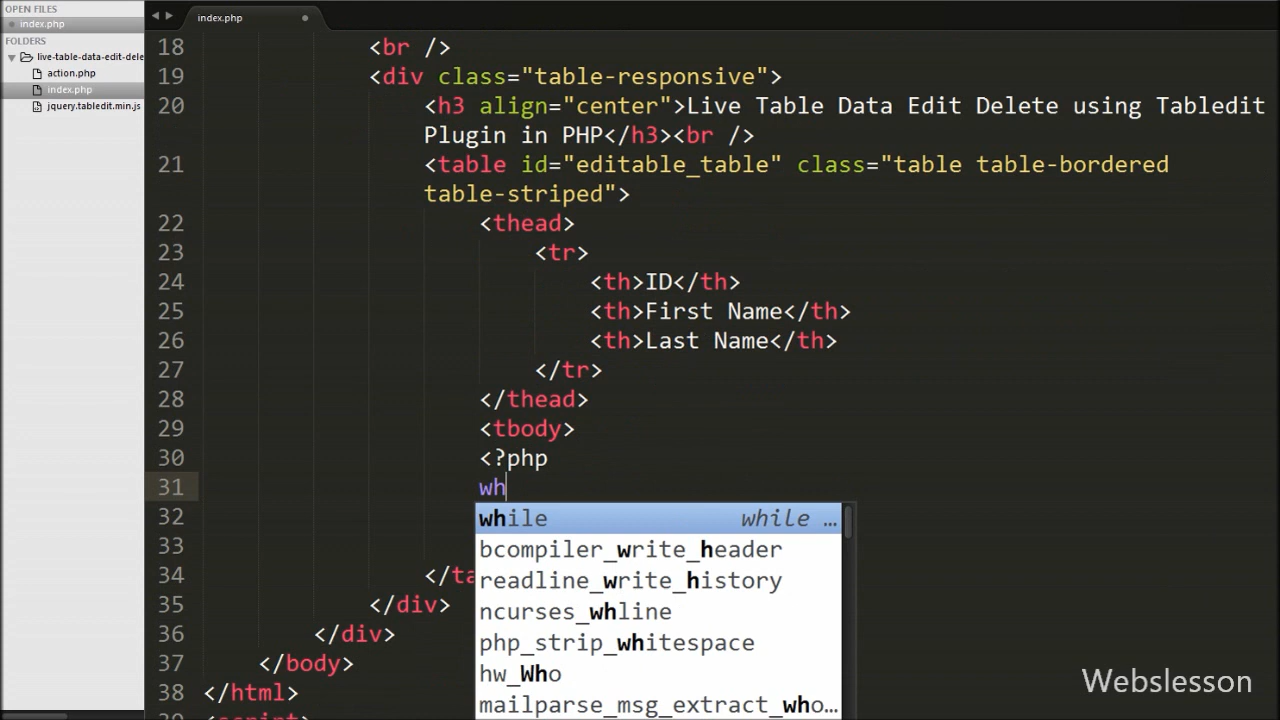 OPEN FILES
index.php
FOLDERS
live-table-data-edit-dele
action.php
index.php
jquery.tabledit.min.js
index.php
18 <br />
19 <div class="table-responsive">
20 <h3 align="center">Live Table Data Edit Delete using Tabledit
Plugin in PHP</h3><br />
21 <table id="editable_table" class="table table-bordered
table-striped">
22 <thead>
23 <tr>
24 <th>ID</th>
25 <th>First Name</th>
26 <th>Last Name</th>
27 </tr>
28 </thead>
29 <tbody>
30 <?php
31 wh
32 while while …
33 bcompiler_write_header
readline_write_history
34 </ta
ncurses_whline
35 </div>
php_strip_whitespace
36 </div>
hw_Who
37 </body>
mailparse_msg_extract_who…
38 </html>
39 <script>
Webslesson